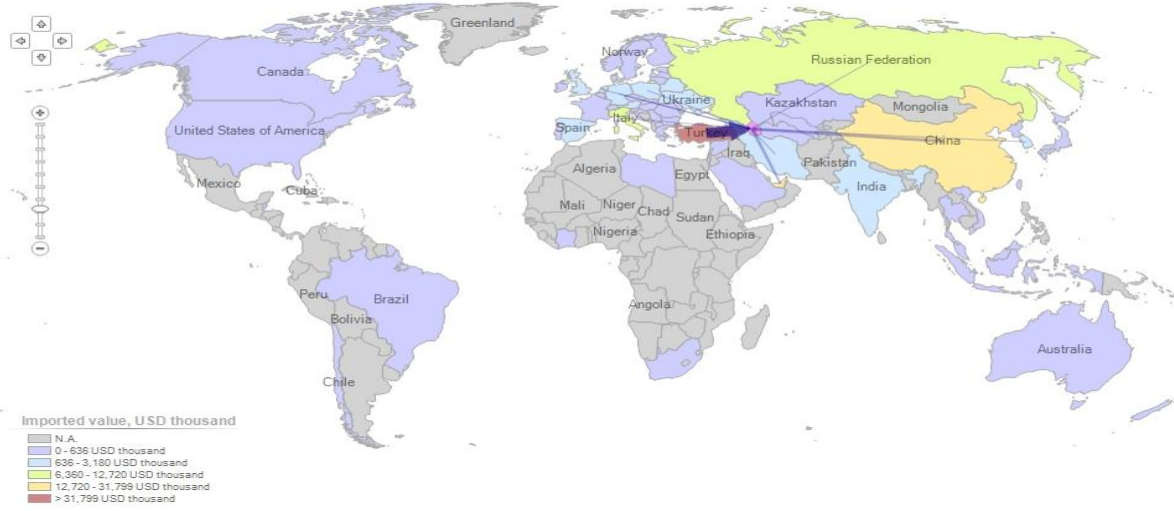 Greenland
Norway
Russian Federation
Canada
Ukraine
Kazakhstan
Mongolia
Italy
Spain
United States of America
Turkey
China
Iraq
Pakistan
Algeria
Egypt
Mexico
Cuba
India
Mali
Niger
Chad
Sudan
Nigeria
Ethiopia
Peru
Brazil
Angola
Bolivia
Australia
Chile
Imported value, USD thousand
N.A.
0 - 636 USD thousand
636 - 3,180 USD thousand
6,360 - 12,720 USD thousand
12,720 - 31,799 USD thousand
> 31,799 USD thousand